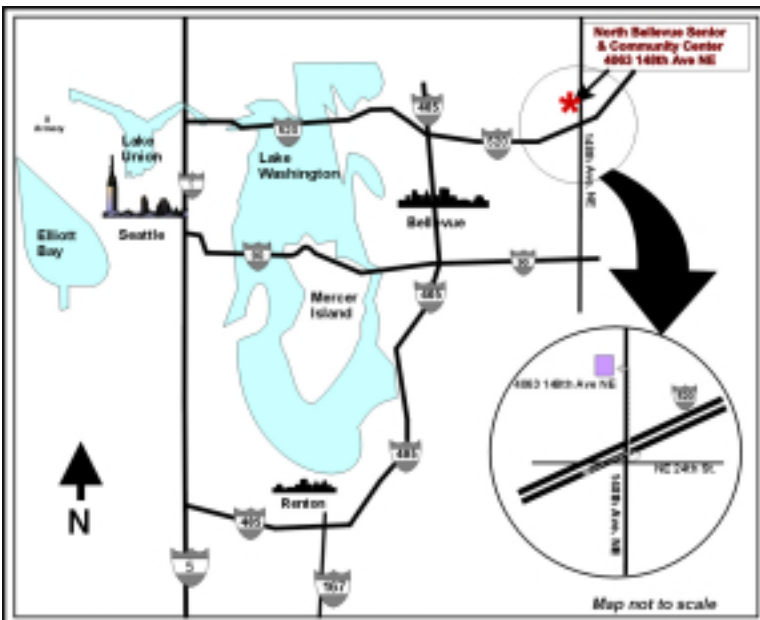 North Bellevue Senior
& Community Center
4063 148th Ave NE
405
520
520
Armory
Lake
Union
Lake
Washington
148th Ave, NE
Bellevue
Elliott
Bay
Seattle
90
90
405
Mercer
Island
4063 148th Ave NE
520
405
NE 24th St.
Renton
148th Ave, NE
N
405
5
167
Map not to scale